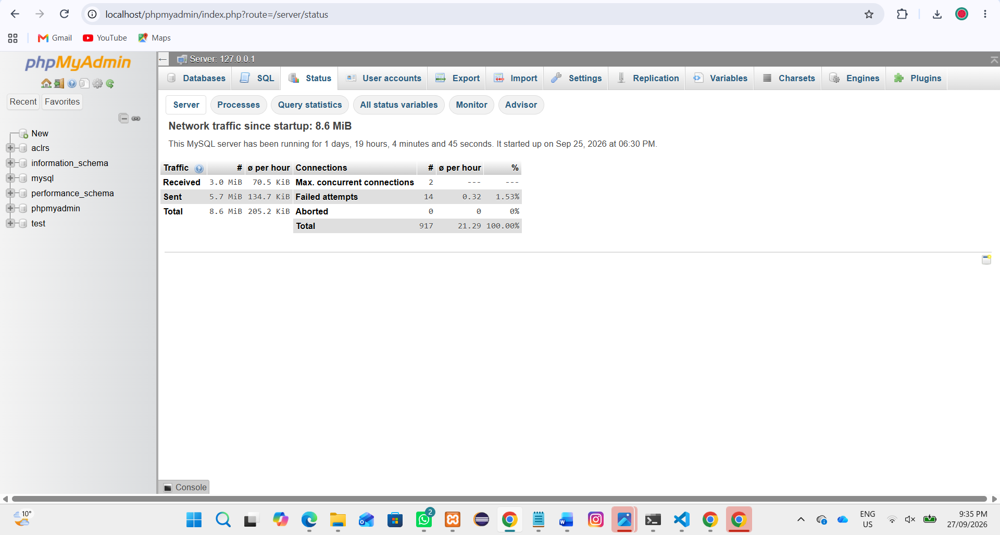 localhost/phpmyadmin/index.php?route=/server/status
Gmail YouTube Maps
phpMyAdmin
Recent Favorites
New
aclrs
information_schema
mysql
performance_schema
phpmyadmin
test
Server: 127.0.0.1
Databases SQL Status User accounts Export Import Settings Replication Variables Charsets Engines Plugins
Server Processes Query statistics All status variables Monitor Advisor
Network traffic since startup: 8.6 MiB
This MySQL server has been running for 1 days, 19 hours, 4 minutes and 45 seconds. It started up on Sep 25, 2026 at 06:30 PM.
Traffic # ø per hour Connections # ø per hour %
Received 3.0 MiB 70.5 KiB Max. concurrent connections 2 --- ---
Sent 5.7 MiB 134.7 KiB Failed attempts 14 0.32 1.53%
Total 8.6 MiB 205.2 KiB Aborted 0 0 0%
Total 917 21.29 100.00%
Console
10°
2
ENG
US
9:35 PM
27/09/2026